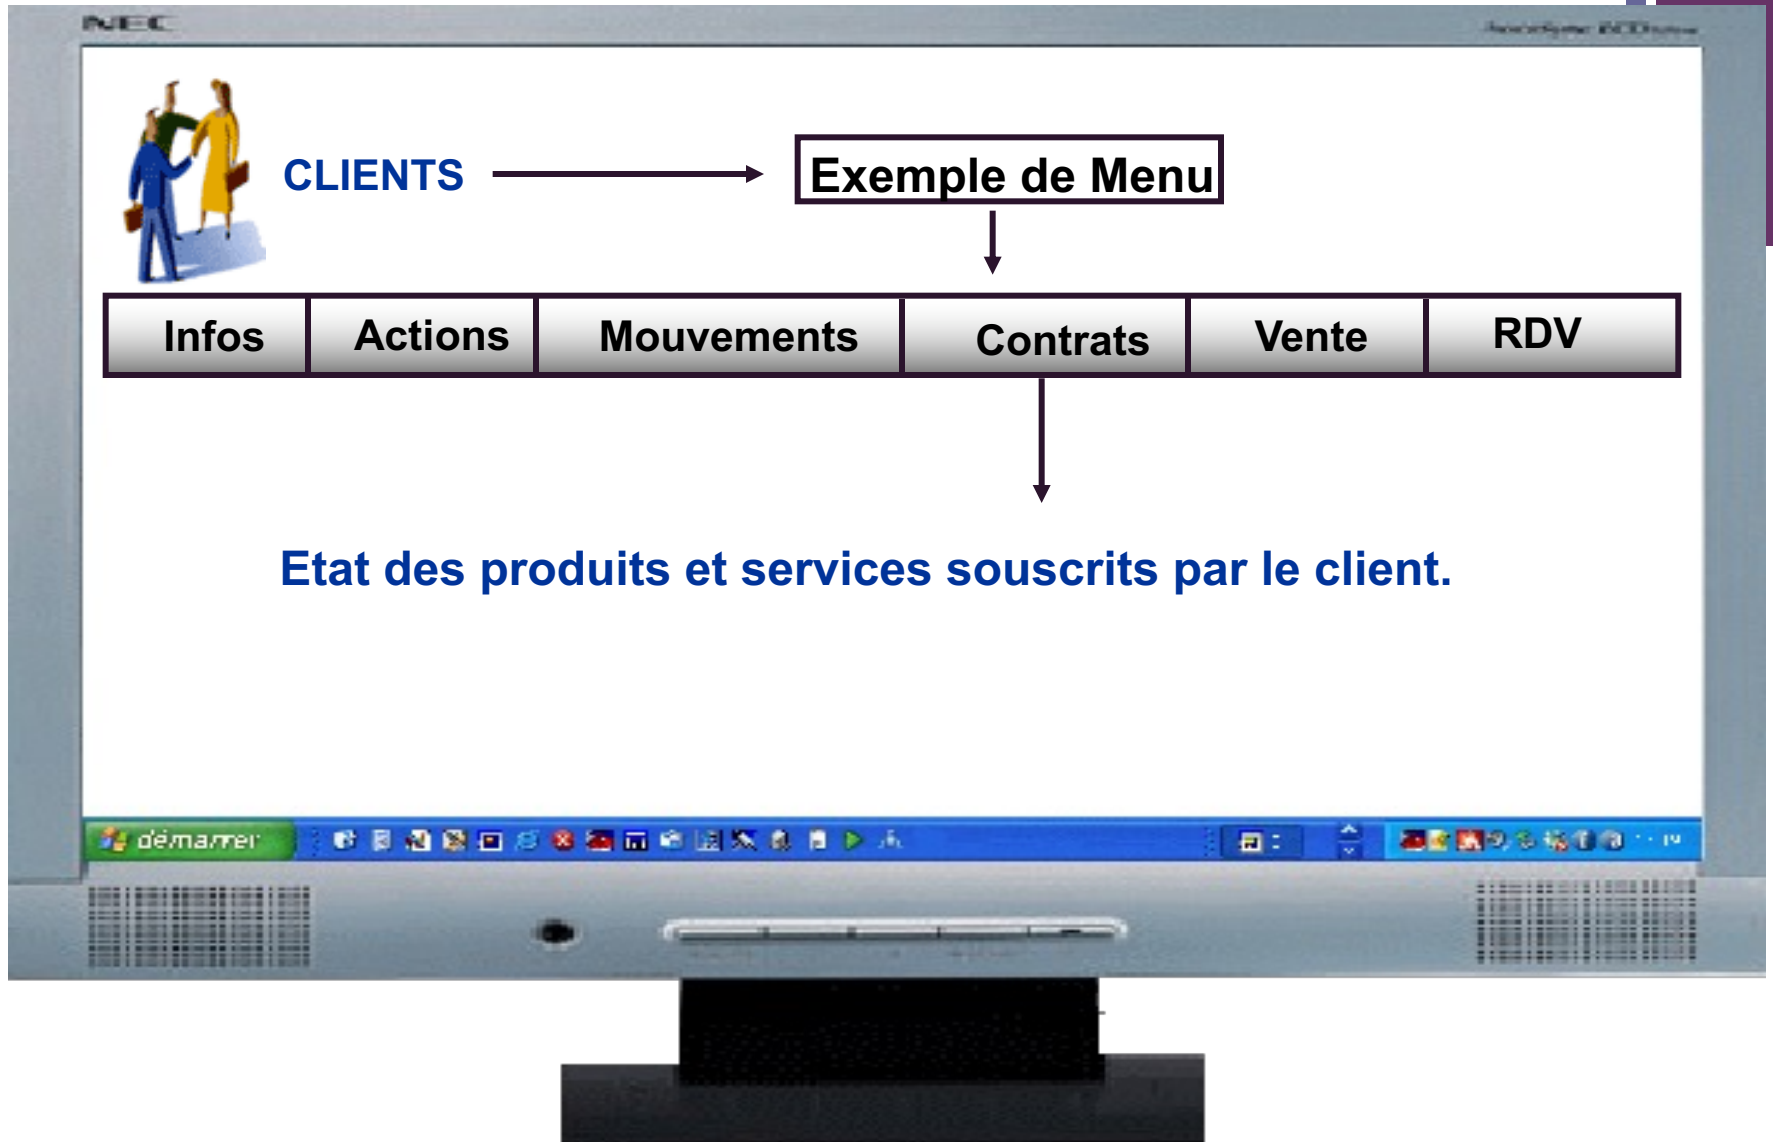 NEC
CLIENTS
Exemple de Menu
Infos Actions Mouvements Contrats Vente RDV
Etat des produits et services souscrits par le client.
démarrer